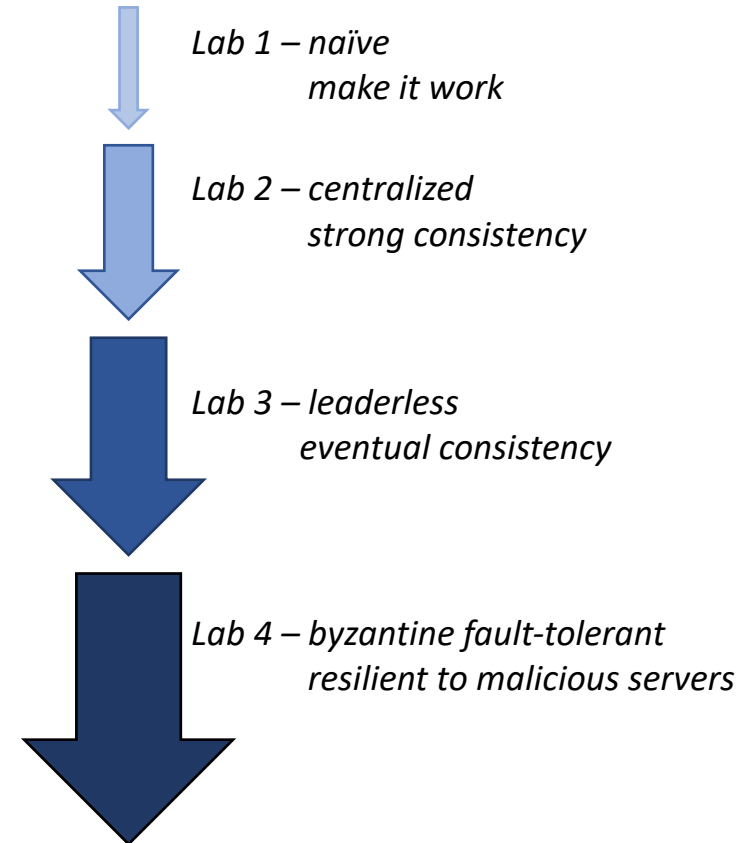 Lab 1 – naïve
make it work
Lab 2 – centralized
strong consistency
Lab 3 – leaderless
eventual consistency
Lab 4 – byzantine fault-tolerant
resilient to malicious servers